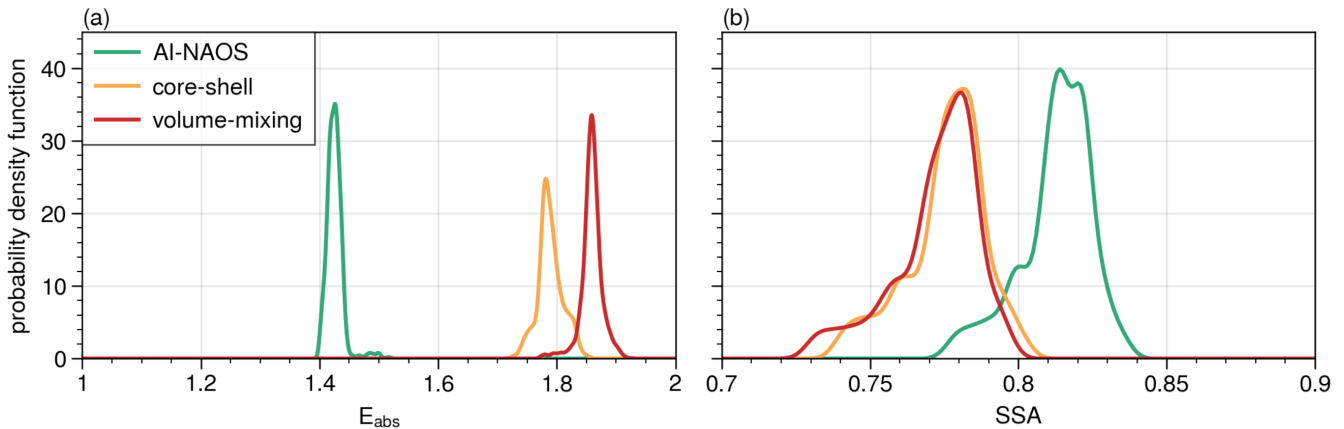 (a)
(b)
AI-NAOS
core-shell
volume-mixing
probability density function
40
30
20
10
0
1
1.2
1.4
1.6
1.8
2
E_abs
0.7
0.75
0.8
0.85
0.9
SSA